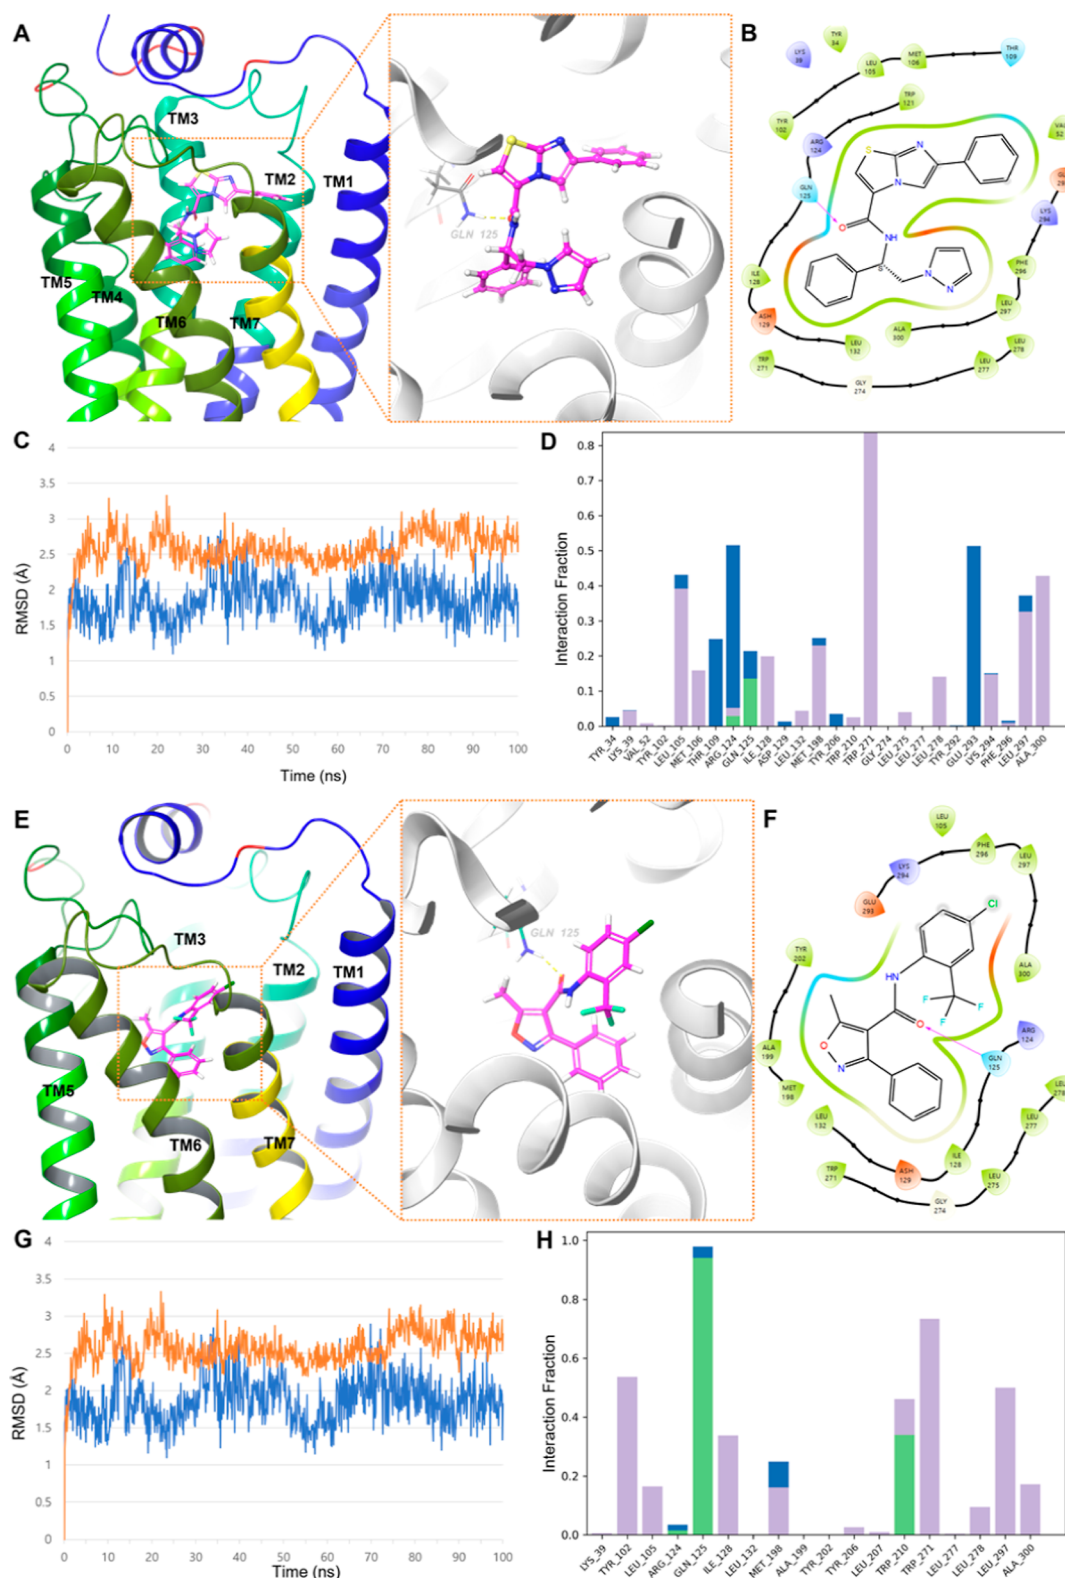 A
TM3
TM2
TM1
TM5
TM4
TM6
TM7
GLN 125
B
TYR
34
LYS
39
LEU
105
MET
106
THR
109
TYR
102
TRP
121
ARG
124
VAL
52
GLN
125
LYS
294
ILE
128
PHE
296
ASH
129
LEU
297
LEU
132
ALA
300
TRP
271
GLY
274
LEU
277
LEU
278
S
N
N
O
NH
S
N
N
C
4
3.5
3
2.5
2
1.5
1
0.5
0
RMSD (Å)
0 10 20 30 40 50 60 70 80 90 100
Time (ns)
D
0.8
0.7
0.6
0.5
0.4
0.3
0.2
0.1
0.0
Interaction Fraction
TYR_34
LYS_39
VAL_52
TYR_102
LEU_105
MET_106
THR_109
ARG_124
GLN_125
ILE_128
ASP_129
LEU_132
MET_198
TYR_206
TRP_210
TRP_271
GLY_274
LEU_275
LEU_277
LEU_278
TYR_292
GLU_293
LYS_294
PHE_296
LEU_297
ALA_300
E
TM3
TM2
TM1
TM5
TM6
TM7
GLN 125
F
LEU
105
PHE
296
LEU
297
LYS
294
GLU
293
TYR
202
ALA
300
ARG
124
GLN
125
ALA
199
MET
198
LEU
132
ILE
128
ASH
129
TRP
271
GLY
274
LEU
275
LEU
277
LEU
278
Cl
HN
F
F
F
O
O
N
G
4
3.5
3
2.5
2
1.5
1
0.5
0
RMSD (Å)
0 10 20 30 40 50 60 70 80 90 100
Time (ns)
H
1.0
0.8
0.6
0.4
0.2
0.0
Interaction Fraction
LYS_39
TYR_102
LEU_105
ARG_124
GLN_125
ILE_128
LEU_132
MET_198
ALA_199
TYR_202
TYR_206
LEU_207
TRP_210
TRP_271
LEU_277
LEU_278
LEU_297
ALA_300